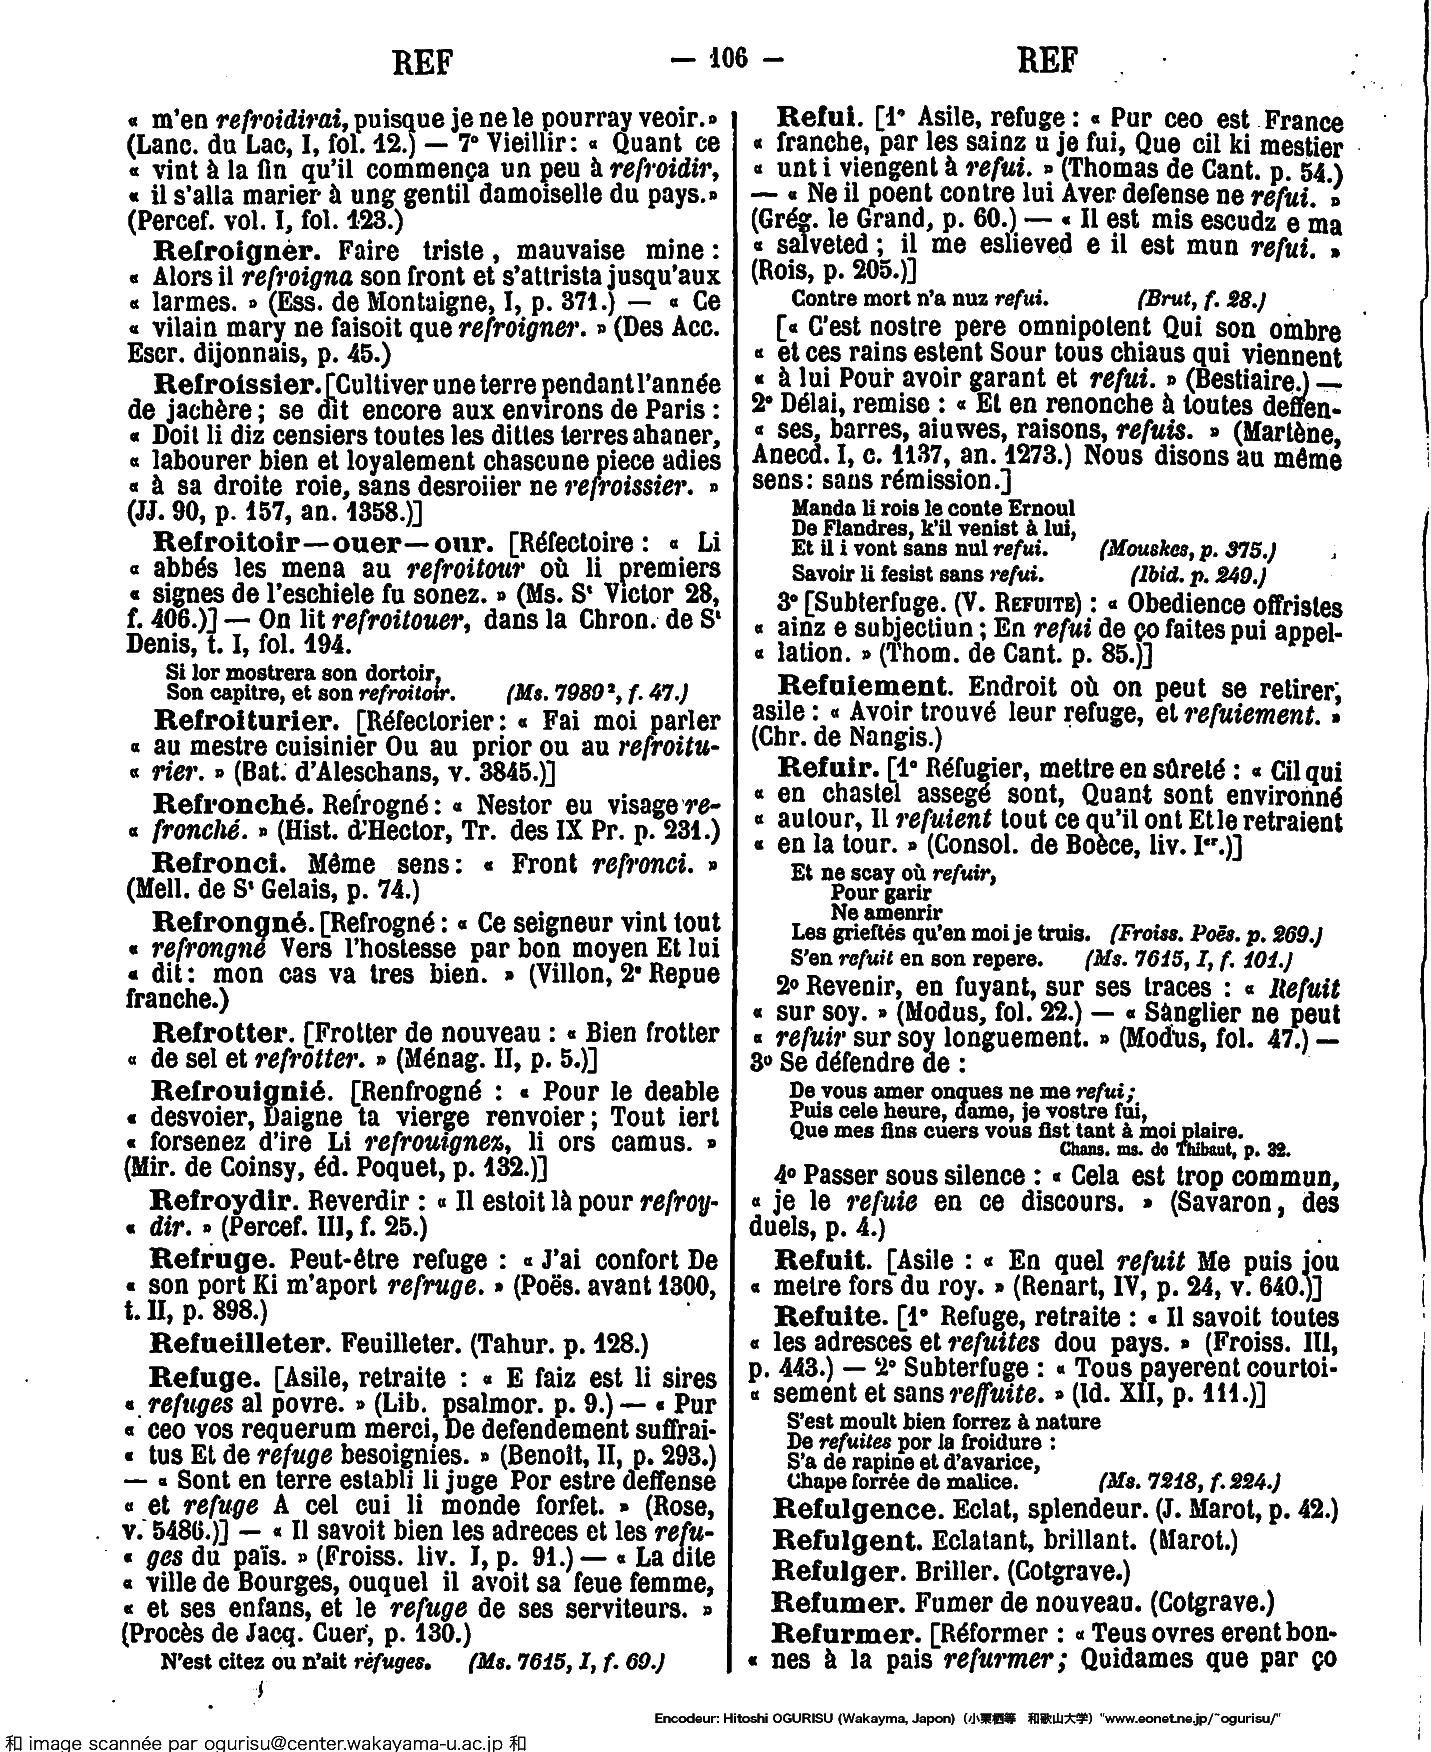 REF — 106 — REF
« m'en refroidirai, puisque je ne le pourray veoir.»
(Lanc. du Lac, I, fol. 12.) — 7º Vieillir : « Quant ce
« vint à la fin qu'il commença un peu à refroidir,
« il s'alla marier à ung gentil damoiselle du pays.»
(Percef. vol. I, fol. 123.)
Refroigner. Faire triste, mauvaise mine :
« Alors il refroigna son front et s'attrista jusqu'aux
« larmes. » (Ess. de Montaigne, I, p. 371.) — « Ce
« vilain mary ne faisoit que refroigner. » (Des Acc.
Escr. dijonnais, p. 45.)
Refroissier. [Cultiver une terre pendant l'année
de jachère ; se dit encore aux environs de Paris :
« Doit li diz censiers toutes les dittes terres ahaner,
« labourer bien et loyalement chascune piece adies
« à sa droite roie, sans desroiier ne refroissier. »
(JJ. 90, p. 157, an. 1358.)]
Refroitoir—ouer—our. [Réfectoire : « Li
« abbés les mena au refroitour où li premiers
« signes de l'eschiele fu sonez. » (Ms. Sᵗ Victor 28,
f. 406.)] — On lit refroitouer, dans la Chron. de Sᵗ
Denis, t. I, fol. 194.
Si lor mostrera son dortoir,
Son capitre, et son refroitoir. (Ms. 7989², f. 47.)
Refroiturier. [Réfectorier : « Fai moi parler
« au mestre cuisinier Ou au prior ou au refroitu-
« rier. » (Bat. d'Aleschans, v. 3845.)]
Refronché. Refrogné : « Nestor eu visage re-
« fronché. » (Hist. d'Hector, Tr. des IX Pr. p. 231.)
Refronci. Même sens : « Front refronci. »
(Mell. de Sᵗ Gelais, p. 74.)
Refrongné. [Refrogné : « Ce seigneur vint tout
« refrongné Vers l'hostesse par bon moyen Et lui
« dit : mon cas va tres bien. » (Villon, 2ᵉ Repue
franche.)
Refrotter. [Frotter de nouveau : « Bien frotter
« de sel et refrotter. » (Ménag. II, p. 5.)]
Refrouignié. [Renfrogné : « Pour le deable
« desvoier, Daigne ta vierge renvoier ; Tout iert
« forsenez d'ire Li refrouignez, li ors camus. »
(Mir. de Coinsy, éd. Poquet, p. 132.)]
Refroydir. Reverdir : « Il estoit là pour refroy-
« dir. » (Percef. III, f. 25.)
Refruge. Peut-être refuge : « J'ai confort De
« son port Ki m'aport refruge. » (Poës. avant 1300,
t. II, p. 898.)
Refueilleter. Feuilleter. (Tahur. p. 128.)
Refuge. [Asile, retraite : « E faiz est li sires
« refuges al povre. » (Lib. psalmor. p. 9.) — « Pur
« ceo vos requerum merci, De defendement suffrai-
« tus Et de refuge besoignies. » (Benoit, II, p. 293.)
— « Sont en terre establi li juge Por estre deffense
« et refuge A cel cui li monde forfet. » (Rose,
v. 5486.)] — « Il savoit bien les adreces et les refu-
« ges du païs. » (Froiss. liv. I, p. 91.) — « La dite
« ville de Bourges, ouquel il avoit sa feue femme,
« et ses enfans, et le refuge de ses serviteurs. »
(Procès de Jacq. Cuer, p. 130.)
N'est citez ou n'ait refuges. (Ms. 7615, I, f. 69.)
Refui. [1º Asile, refuge : « Pur ceo est France
« franche, par les sainz u je fui, Que cil ki mestier
« unt i viengent à refui. » (Thomas de Cant. p. 54.)
— « Ne il poent contre lui Aver defense ne refui. »
(Grég. le Grand, p. 60.) — « Il est mis escudz e ma
« salveted ; il me eslieved e il est mun refui. »
(Rois, p. 205.)]
Contre mort n'a nuz refui. (Brut, f. 28.)
[« C'est nostre pere omnipotent Qui son ombre
« et ces rains estent Sour tous chiaus qui viennent
« à lui Pour avoir garant et refui. » (Bestiaire.) —
2º Délai, remise : « Et en renonche à toutes deffen-
« ses, barres, aiuwes, raisons, refuis. » (Martène,
Anecd. I, c. 1137, an. 1273.) Nous disons au même
sens : sans rémission.]
Manda li rois le conte Ernoul
De Flandres, k'il venist à lui,
Et il i vont sans nul refui. (Mouskes, p. 375.)
Savoir li fesist sans refui. (Ibid. p. 249.)
3º [Subterfuge. (V. REFUITE) : « Obedience offristes
« ainz e subjectiun ; En refui de ço faites pui appel-
« lation. » (Thom. de Cant. p. 85.)]
Refuiement. Endroit où on peut se retirer,
asile : « Avoir trouvé leur refuge, et refuiement. »
(Chr. de Nangis.)
Refuir. [1º Réfugier, mettre en sûreté : « Cil qui
« en chastel assegé sont, Quant sont environné
« autour, Il refuient tout ce qu'il ont Et le retraient
« en la tour. » (Consol. de Boèce, liv. Iᵉʳ.)]
Et ne scay où refuir,
Pour garir
Ne amenrir
Les grieftés qu'en moi je truis. (Froiss. Poës. p. 269.)
S'en refuit en son repere. (Ms. 7615, I, f. 101.)
2º Revenir, en fuyant, sur ses traces : « Refuit
« sur soy. » (Modus, fol. 22.) — « Sanglier ne peut
« refuir sur soy longuement. » (Modus, fol. 47.) —
3º Se défendre de :
De vous amer onques ne me refui ;
Puis cele heure, dame, je vostre fui,
Que mes fins cuers vous fist tant à moi plaire.
Chans. ms. de Thibaut, p. 32.
4º Passer sous silence : « Cela est trop commun,
« je le refuie en ce discours. » (Savaron, des
duels, p. 4.)
Refuit. [Asile : « En quel refuit Me puis jou
« metre fors du roy. » (Renart, IV, p. 24, v. 640.)]
Refuite. [1º Refuge, retraite : « Il savoit toutes
« les adresces et refuites dou pays. » (Froiss. III,
p. 443.) — 2º Subterfuge : « Tous payerent courtoi-
« sement et sans reffuite. » (Id. XII, p. 111.)]
S'est moult bien forrez à nature
De refuites por la froidure :
S'a de rapine et d'avarice,
Chape forrée de malice. (Ms. 7218, f. 224.)
Refulgence. Eclat, splendeur. (J. Marot, p. 42.)
Refulgent. Eclatant, brillant. (Marot.)
Refulger. Briller. (Cotgrave.)
Refumer. Fumer de nouveau. (Cotgrave.)
Refurmer. [Réformer : « Teus ovres erent bon-
« nes à la pais refurmer ; Quidames que par ço
Encodeur: Hitoshi OGURISU (Wakayma, Japon) (小栗栖等 和歌山大学) "www.eonet.ne.jp/~ogurisu/"
和 image scannée par ogurisu@center.wakayama-u.ac.jp 和